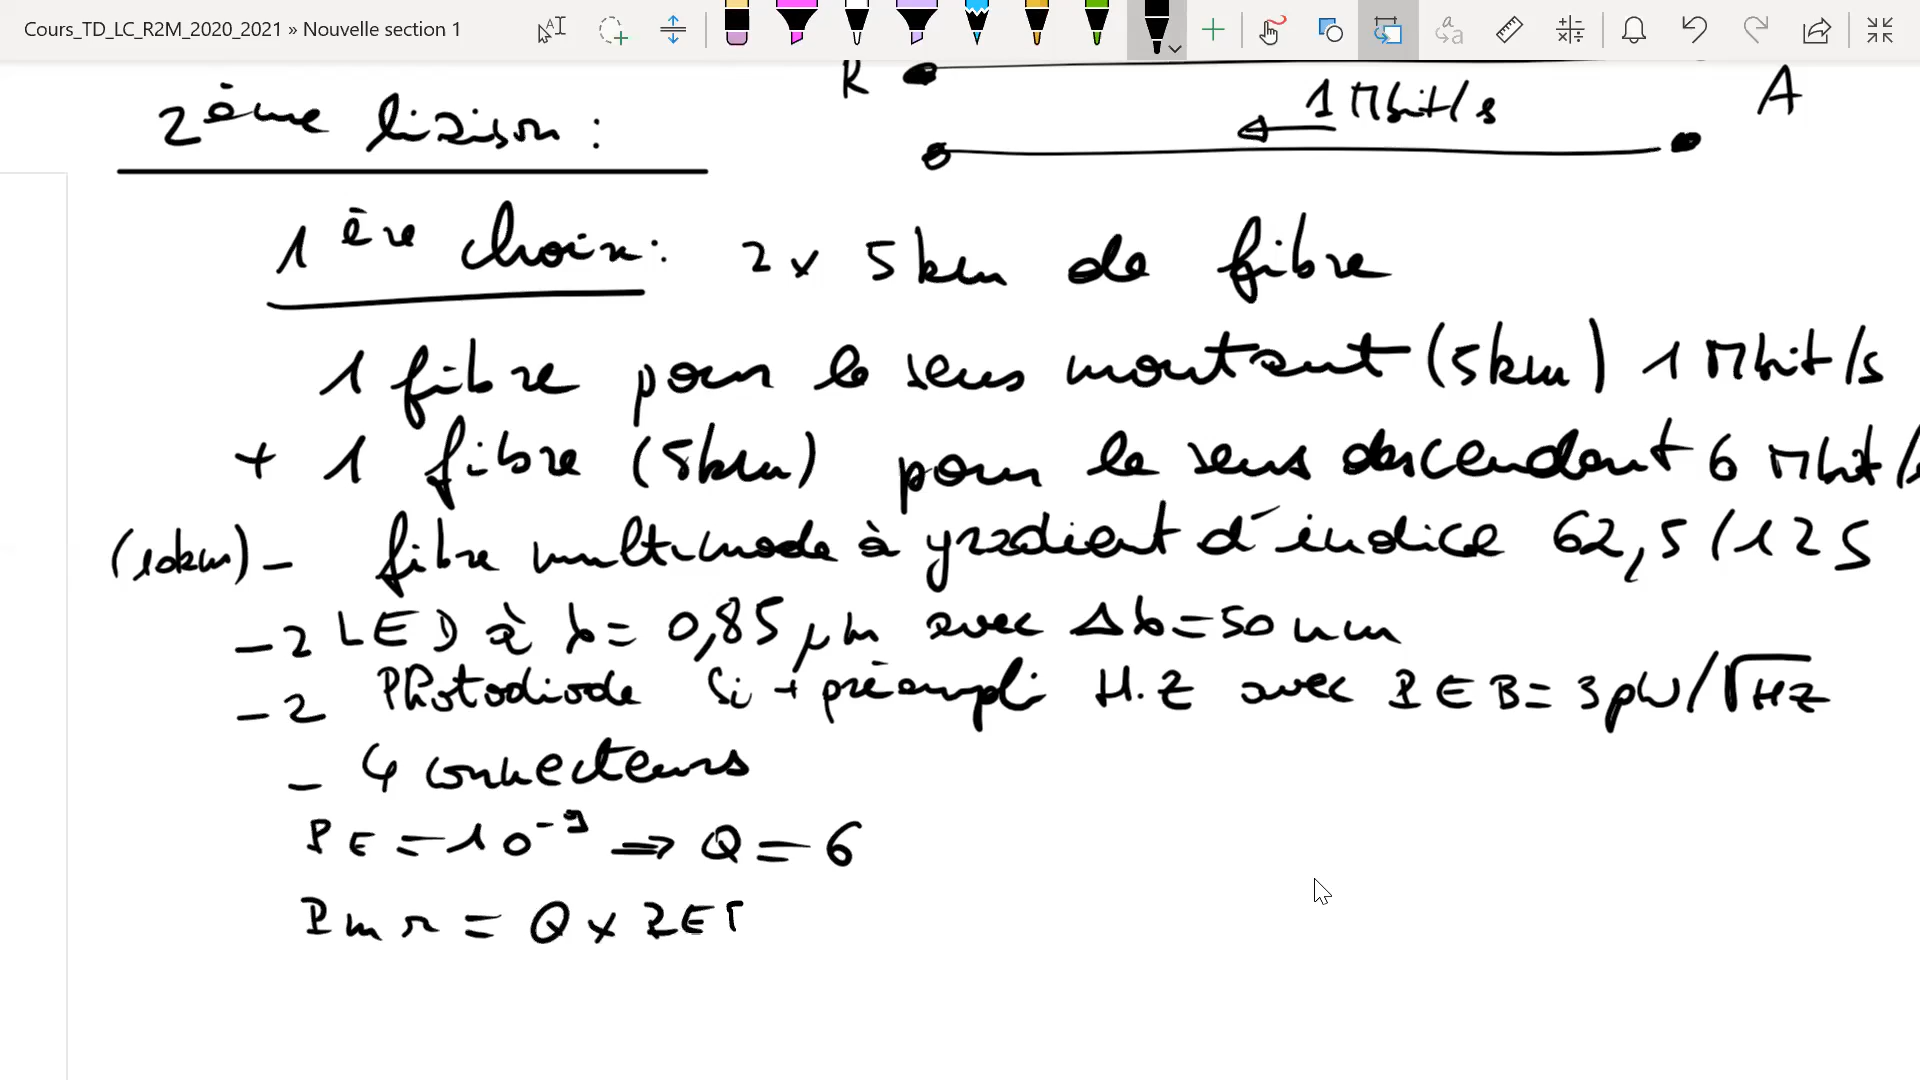 Cours_TD_LC_R2M_2020_2021 » Nouvelle section 1
R
A
1 Mbit/s
2ème liaison :
1ère choix : 2 x 5km de fibre
1 fibre pour le sens montant (5km) 1 Mbit/s
+ 1 fibre (5km) pour le sens descendant 6 Mbit/s
(10km) - fibre multimode à gradient d'indice 62,5/125
- 2 LED à λ = 0,85 μm avec Δλ = 50 nm
- 2 Photodiode Si + préampli H.Z avec PEB = 3pW/√Hz
- 4 connecteurs
PE = 10⁻⁹ ⇒ Q = 6
Pmr = Q x PEB